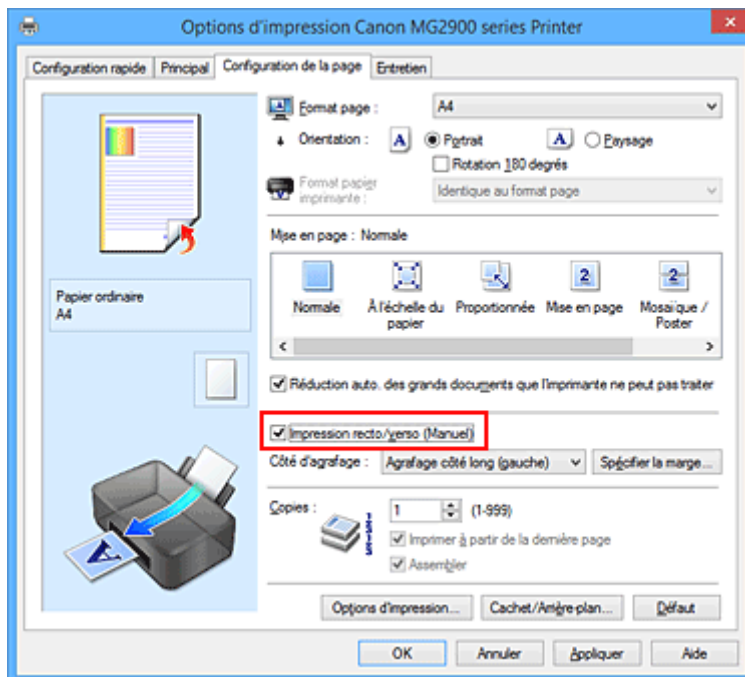 Options d'impression Canon MG2900 series Printer
Configuration rapide Principal Configuration de la page Entretien
Format page : A4
Orientation : A Portrait A Paysage
Rotation 180 degrés
Format papier imprimante : Identique au format page
Mise en page : Normale
Normale
À l'échelle du papier
Proportionnée
2
Mise en page
2
Mosaïque / Poster
Papier ordinaire
A4
Réduction auto. des grands documents que l'imprimante ne peut pas traiter
Impression recto/verso (Manuel)
Côté d'agrafage : Agrafage côté long (gauche) Spécifier la marge...
Copies : 1 (1-999)
Imprimer à partir de la dernière page
Assembler
A
Options d'impression... Cachet/Arrière-plan... Défaut
OK Annuler Appliquer Aide